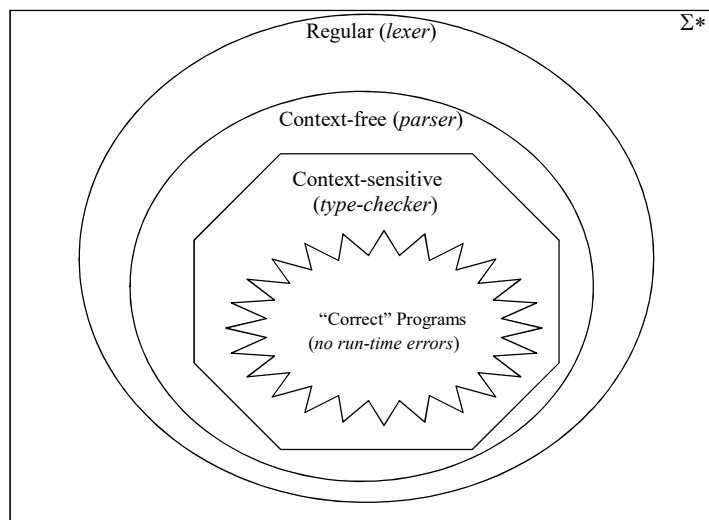 Σ*
Regular (lexer)
Context-free (parser)
Context-sensitive
(type-checker)
“Correct” Programs
(no run-time errors)